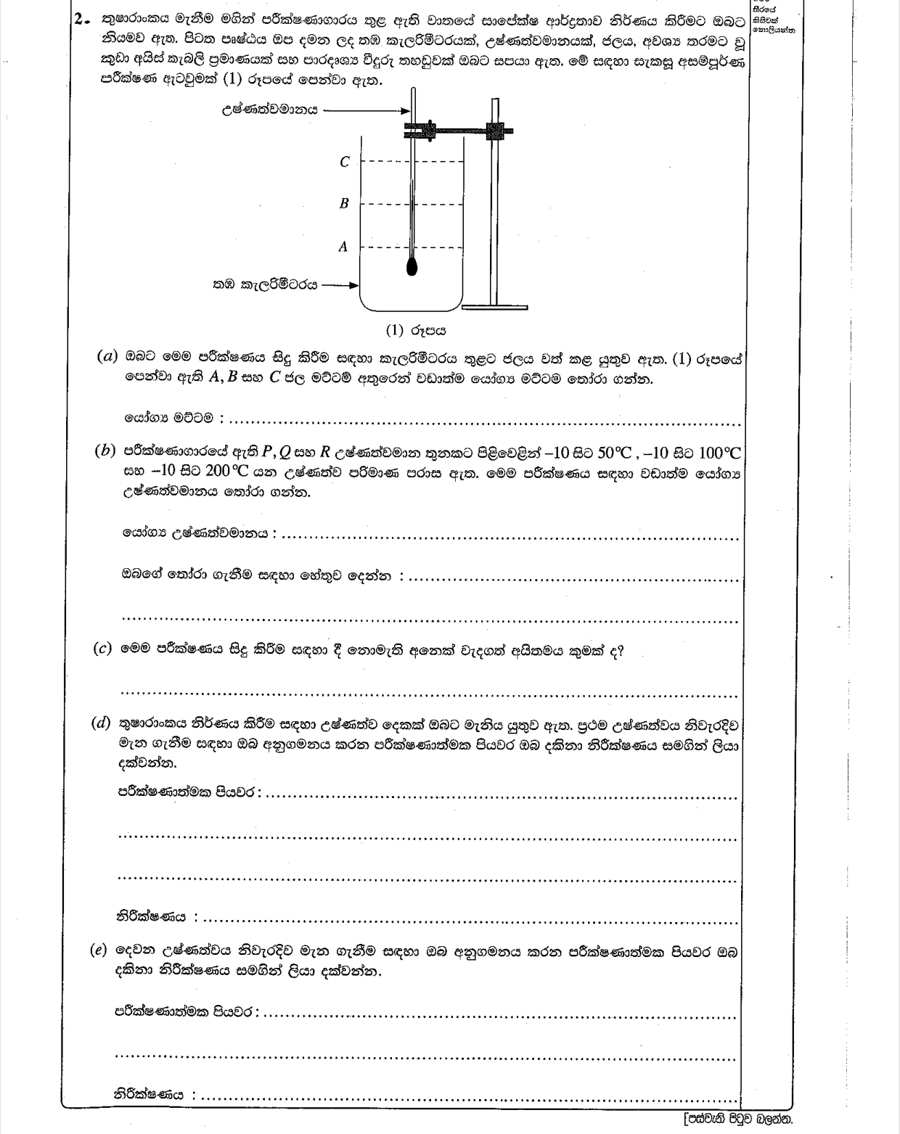 තීරයේ
කිසිවක්
නොලියන්න
2. තුෂාරාංකය මැනීම මගින් පරීක්ෂණාගාරය තුළ ඇති වාතයේ සාපේක්ෂ ආර්ද්‍රතාව නිර්ණය කිරීමට ඔබට
නියමව ඇත. පිටත පෘෂ්ඨය ඔප දමන ලද තඹ කැලරිමීටරයක්, උෂ්ණත්වමානයක්, ජලය, අවශ්‍ය තරමට වූ
කුඩා අයිස් කැබලි ප්‍රමාණයක් සහ පාරදෘශ්‍ය වීදුරු තහඩුවක් ඔබට සපයා ඇත. මේ සඳහා සැකසූ අසම්පූර්ණ
පරීක්ෂණ ඇටවුමක් (1) රූපයේ පෙන්වා ඇත.
උෂ්ණත්වමානය
C
B
A
තඹ කැලරිමීටරය
(1) රූපය
(a) ඔබට මෙම පරීක්ෂණය සිදු කිරීම සඳහා කැලරිමීටරය තුළට ජලය වත් කළ යුතුව ඇත. (1) රූපයේ
පෙන්වා ඇති A, B සහ C ජල මට්ටම් අතුරෙන් වඩාත්ම යෝග්‍ය මට්ටම තෝරා ගන්න.
යෝග්‍ය මට්ටම : ....................
(b) පරීක්ෂණාගාරයේ ඇති P, Q සහ R උෂ්ණත්වමාන තුනකට පිළිවෙළින් –10 සිට 50°C , –10 සිට 100°C
සහ –10 සිට 200°C යන උෂ්ණත්ව පරිමාණ පරාස ඇත. මෙම පරීක්ෂණය සඳහා වඩාත්ම යෝග්‍ය
උෂ්ණත්වමානය තෝරා ගන්න.
යෝග්‍ය උෂ්ණත්වමානය : ....................
ඔබගේ තෝරා ගැනීම සඳහා හේතුව දෙන්න : ....................
(c) මෙම පරීක්ෂණය සිදු කිරීම සඳහා දී නොමැති අනෙක් වැදගත් අයිතමය කුමක් ද?
(d) තුෂාරාංකය නිර්ණය කිරීම සඳහා උෂ්ණත්ව දෙකක් ඔබට මැනිය යුතුව ඇත. ප්‍රථම උෂ්ණත්වය නිවැරදිව
මැන ගැනීම සඳහා ඔබ අනුගමනය කරන පරීක්ෂණාත්මක පියවර ඔබ දකිනා නිරීක්ෂණය සමගින් ලියා
දක්වන්න.
පරීක්ෂණාත්මක පියවර : ....................
නිරීක්ෂණය : ....................
(e) දෙවන උෂ්ණත්වය නිවැරදිව මැන ගැනීම සඳහා ඔබ අනුගමනය කරන පරීක්ෂණාත්මක පියවර ඔබ
දකිනා නිරීක්ෂණය සමගින් ලියා දක්වන්න.
පරීක්ෂණාත්මක පියවර : ....................
නිරීක්ෂණය : ....................
[පස්වැනි පිටුව බලන්න.